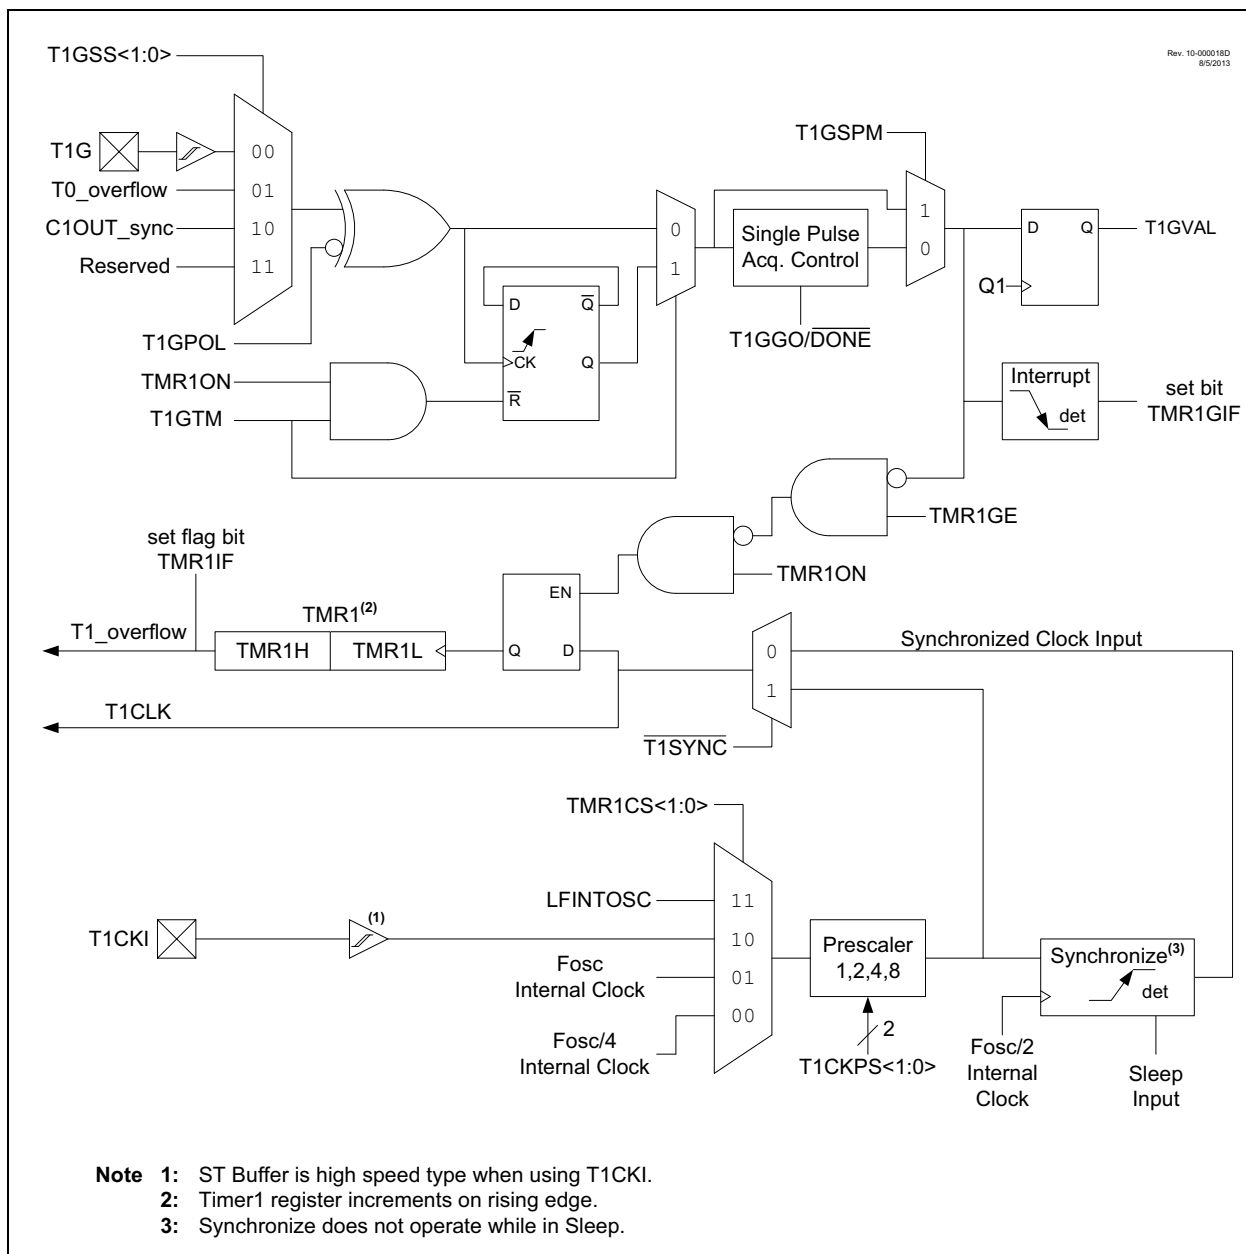 Rev. 10-000018D
8/5/2013
T1GSS<1:0>
T1G
00
T0_overflow
01
C1OUT_sync
10
Reserved
11
T1GPOL
TMR1ON
T1GTM
D
Q
CK
Q
R
0
1
Single Pulse
Acq. Control
T1GGO/DONE
T1GSPM
1
0
D
Q
Q1
T1GVAL
Interrupt
det
set bit
TMR1GIF
TMR1GE
TMR1ON
set flag bit
TMR1IF
TMR1(2)
T1_overflow
TMR1H
TMR1L
EN
Q
D
T1CLK
0
1
Synchronized Clock Input
T1SYNC
TMR1CS<1:0>
LFINTOSC
11
T1CKI
(1)
10
Fosc
Internal Clock
01
00
Fosc/4
Internal Clock
Prescaler
1,2,4,8
2
T1CKPS<1:0>
Synchronize(3)
det
Fosc/2
Internal
Clock
Sleep
Input
Note 1: ST Buffer is high speed type when using T1CKI.
2: Timer1 register increments on rising edge.
3: Synchronize does not operate while in Sleep.